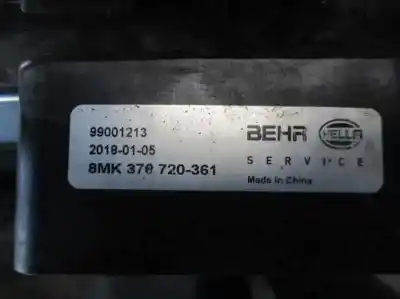 99001213
2018-01-05
8MK 376 720-361
BEHR HELLA
SERVICE
Made in China